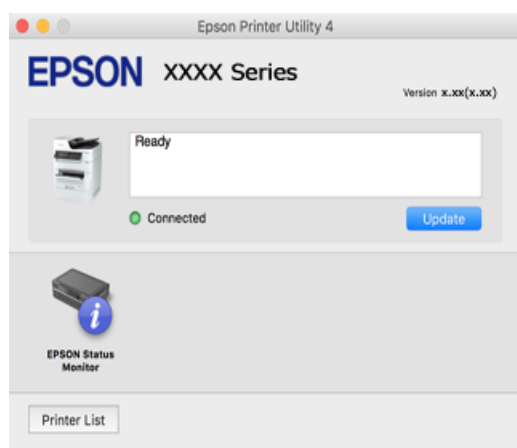 Epson Printer Utility 4
EPSON XXXX Series
Version x.xx(x.xx)
Ready
Connected
Update
EPSON Status
Monitor
Printer List